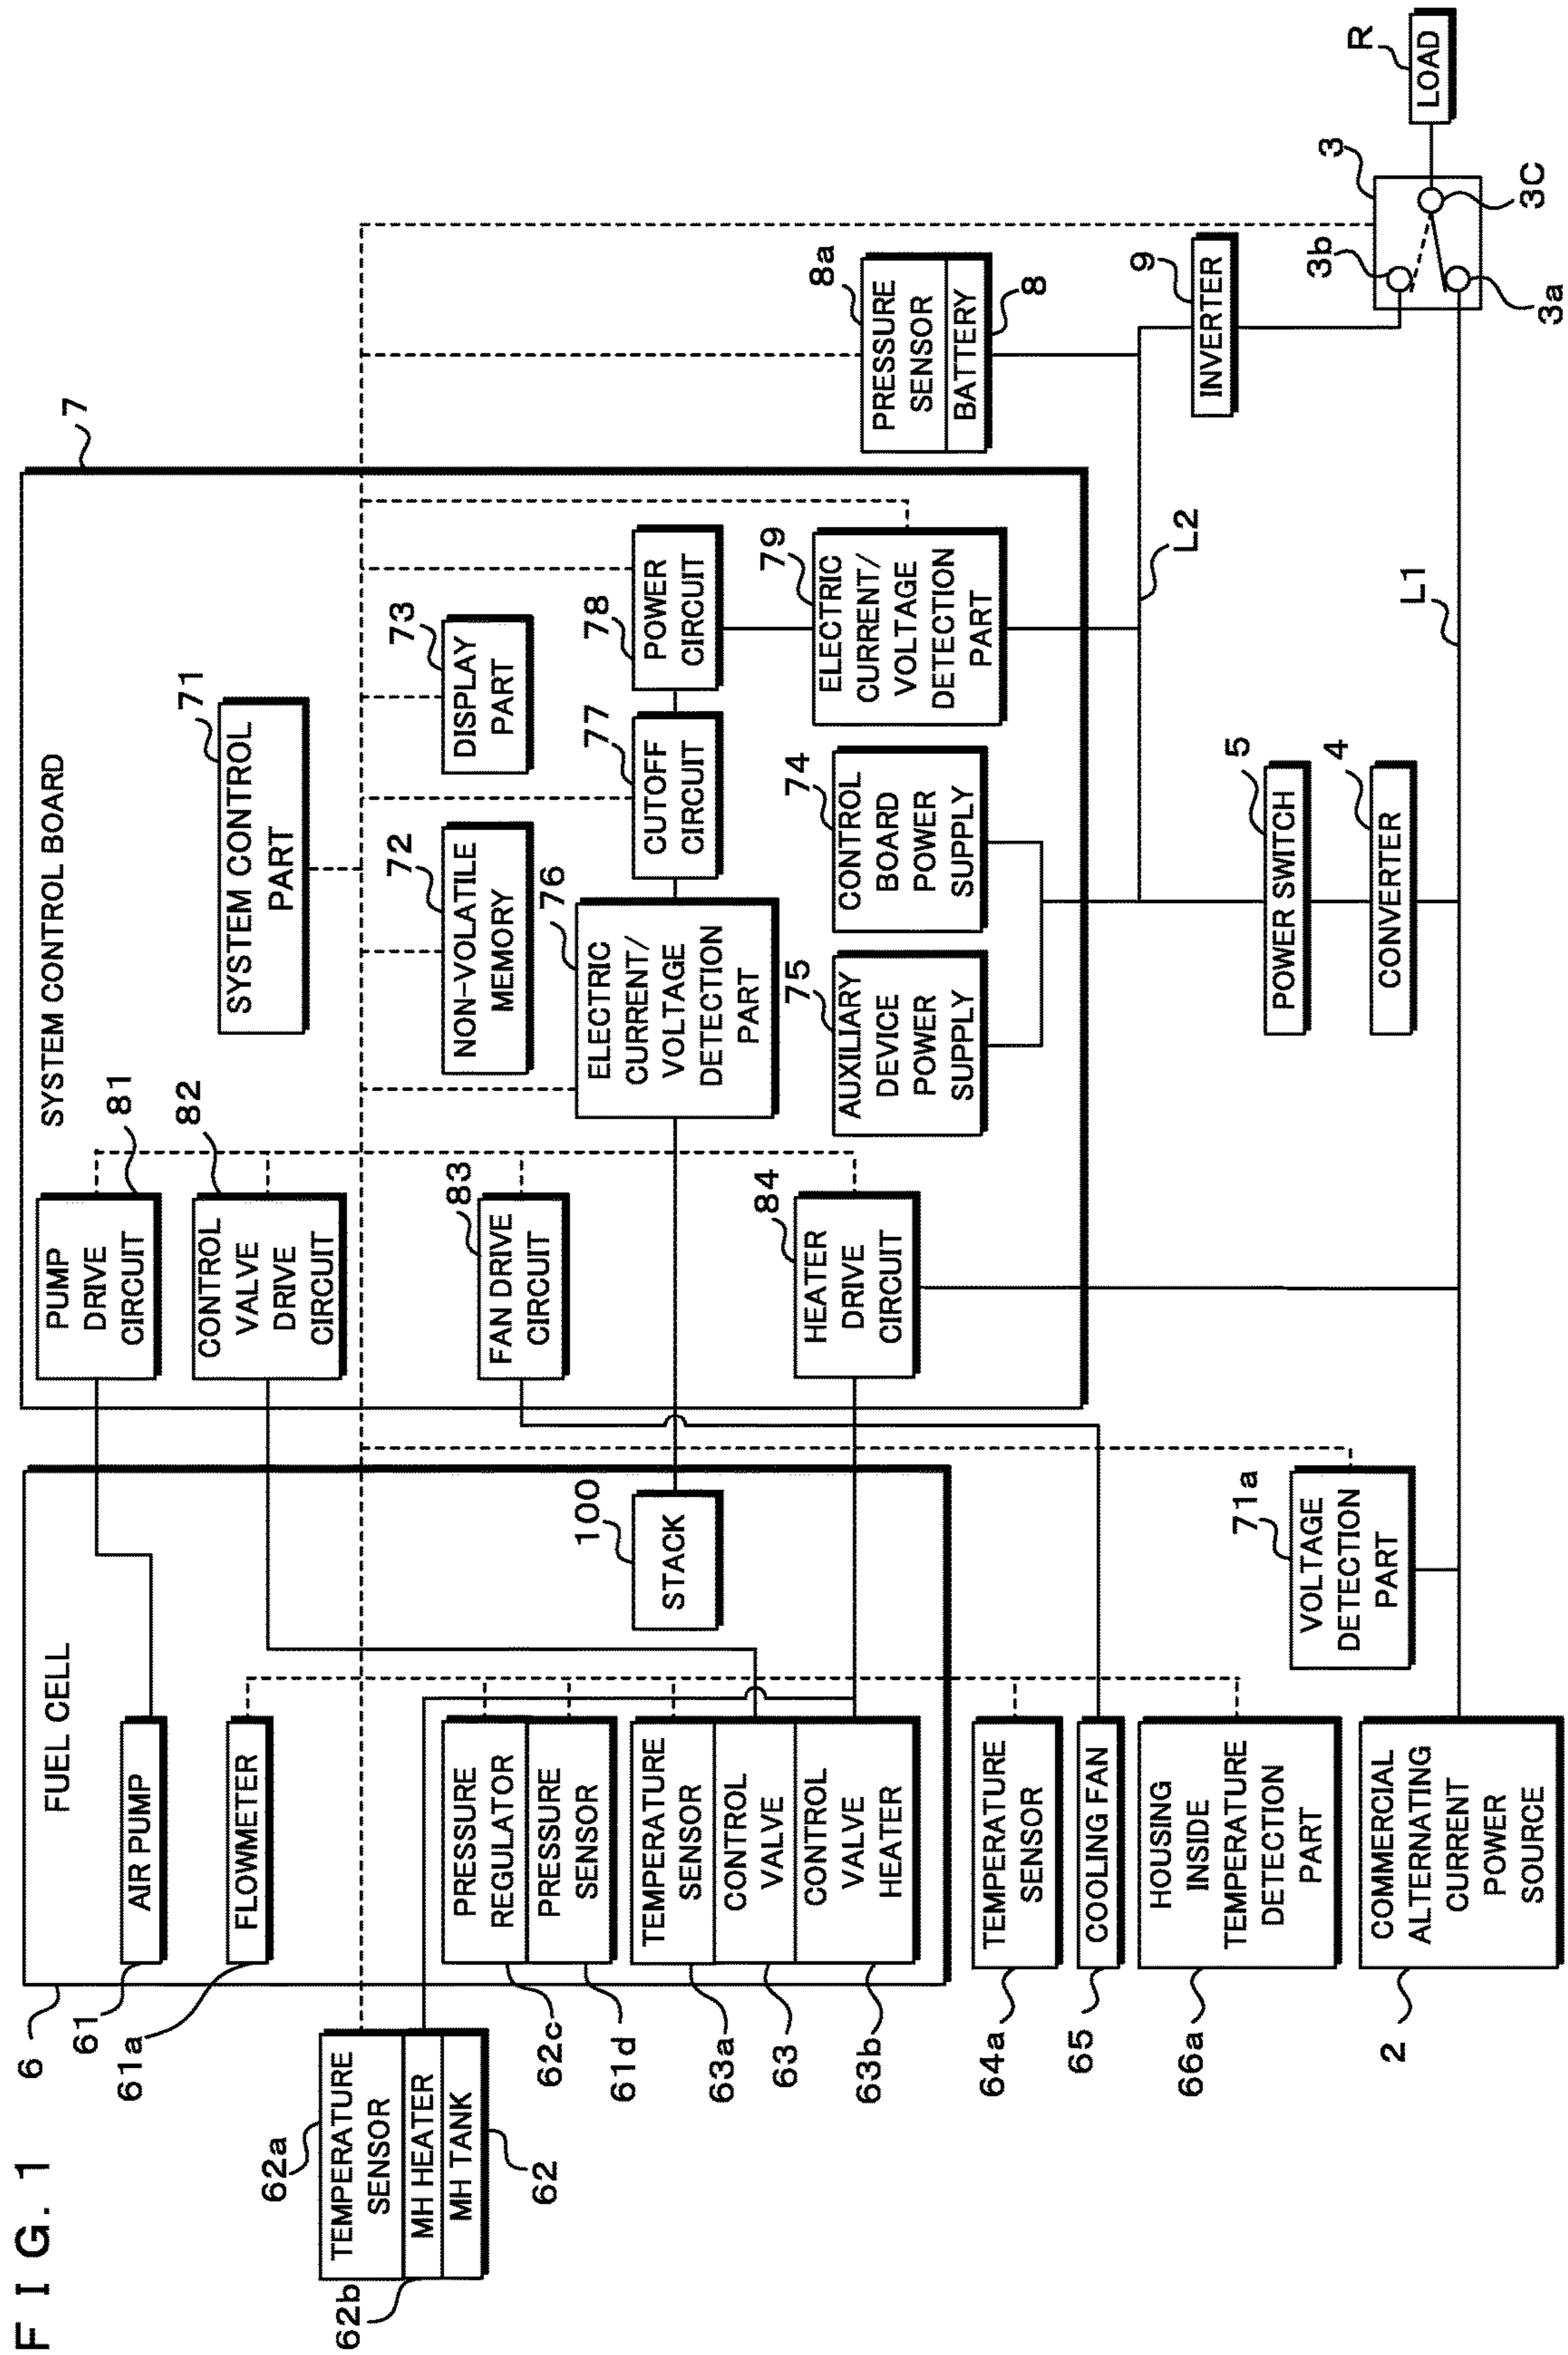 FIG. 1
6
FUEL CELL
61
AIR PUMP
61a
FLOWMETER
62a
TEMPERATURE
SENSOR
62b
MH HEATER
MH TANK
62
PRESSURE
REGULATOR
62c
PRESSURE
SENSOR
61d
TEMPERATURE
SENSOR
63a
CONTROL
VALVE
63
CONTROL
VALVE
HEATER
63b
100
STACK
TEMPERATURE
SENSOR
64a
COOLING FAN
65
HOUSING
INSIDE
TEMPERATURE
DETECTION
PART
66a
COMMERCIAL
ALTERNATING
CURRENT
POWER
SOURCE
2
71a
VOLTAGE
DETECTION
PART
SYSTEM CONTROL BOARD
7
PUMP
DRIVE
CIRCUIT
81
CONTROL
VALVE
DRIVE
CIRCUIT
82
83
FAN DRIVE
CIRCUIT
84
HEATER
DRIVE
CIRCUIT
71
SYSTEM CONTROL
PART
72
NON-VOLATILE
MEMORY
73
DISPLAY
PART
76
ELECTRIC
CURRENT/
VOLTAGE
DETECTION
PART
77
CUTOFF
CIRCUIT
78
POWER
CIRCUIT
79
ELECTRIC
CURRENT/
VOLTAGE
DETECTION
PART
75
AUXILIARY
DEVICE
POWER
SUPPLY
74
CONTROL
BOARD
POWER
SUPPLY
8a
PRESSURE
SENSOR
BATTERY
8
L2
9
INVERTER
5
POWER SWITCH
4
CONVERTER
L1
3
3b
3a
3C
R
LOAD